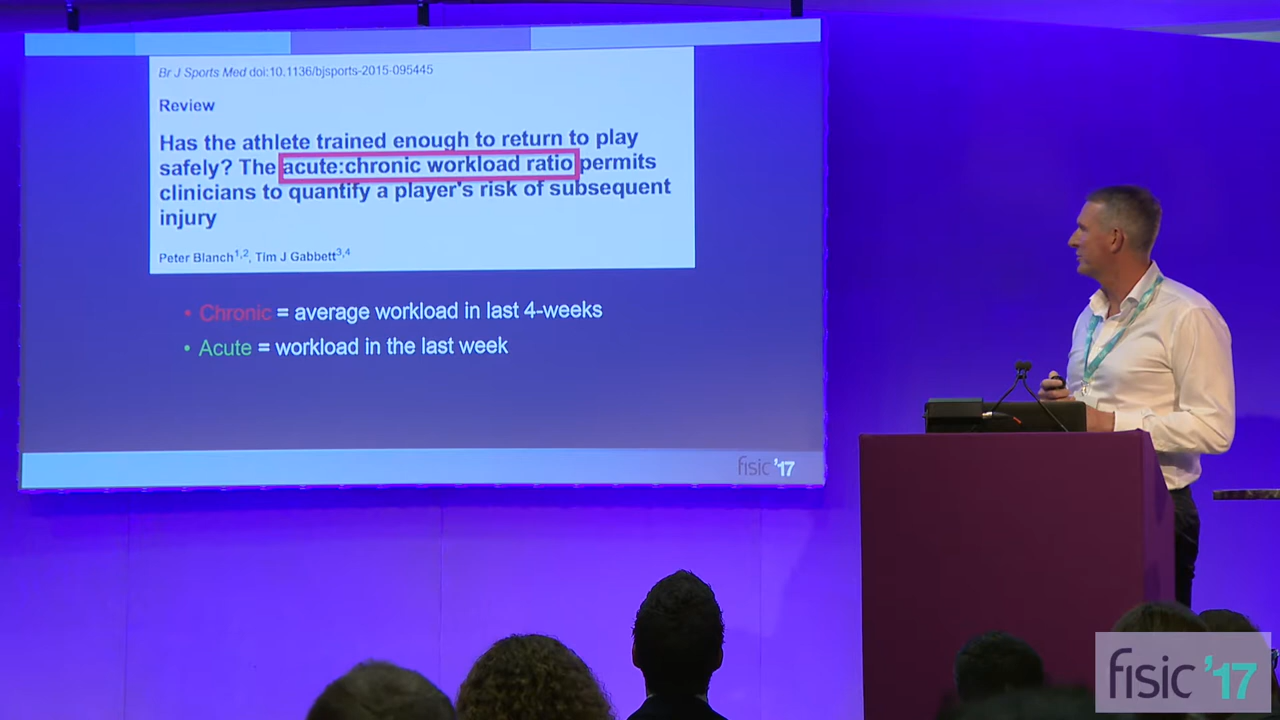 Br J Sports Med doi:10.1136/bjsports-2015-095445
Review
Has the athlete trained enough to return to play
safely? The acute:chronic workload ratio permits
clinicians to quantify a player's risk of subsequent
injury
Peter Blanch1,2, Tim J Gabbett3,4
• Chronic = average workload in last 4-weeks
• Acute = workload in the last week
fisic '17
fisic '17